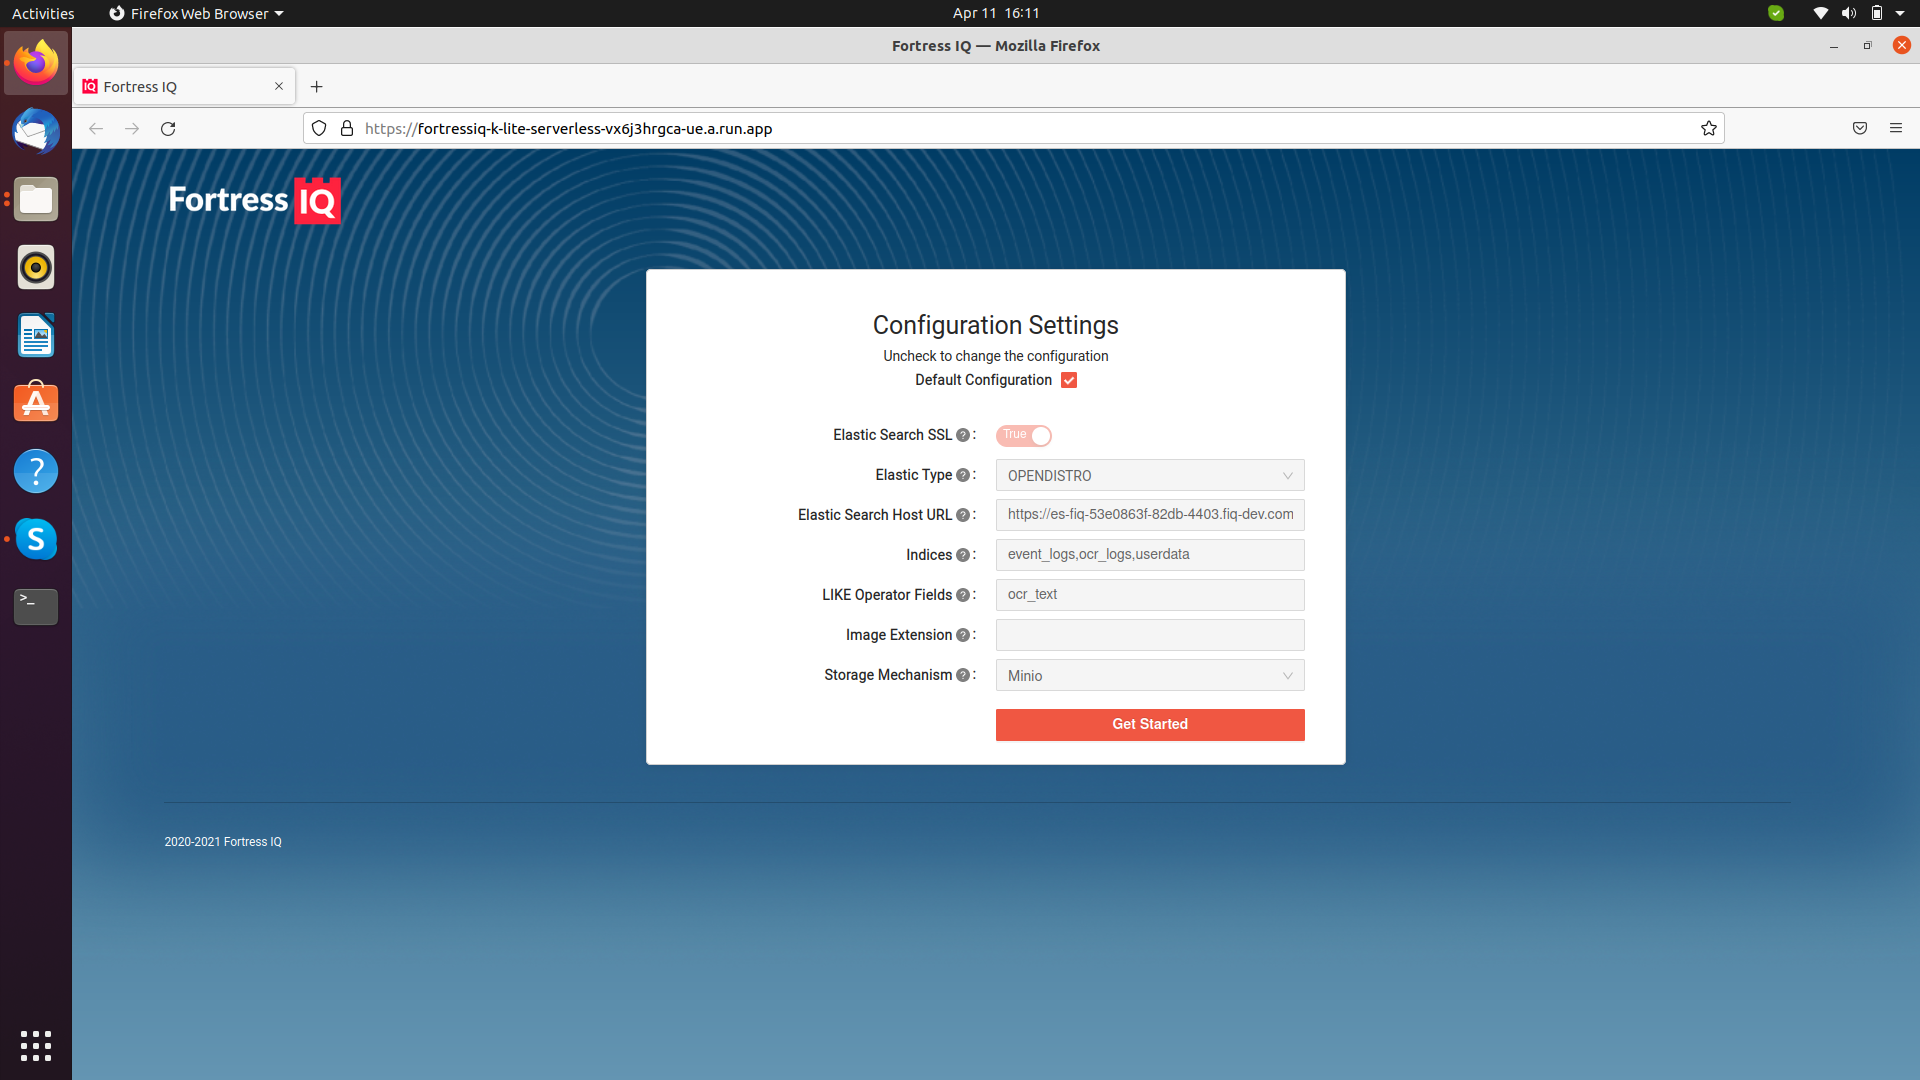 Activities
Firefox Web Browser
Apr 11 16:11
Fortress IQ — Mozilla Firefox
IQ Fortress IQ
https://fortressiq-k-lite-serverless-vx6j3hrgca-ue.a.run.app
Fortress IQ
Configuration Settings
Uncheck to change the configuration
Default Configuration
Elastic Search SSL ? : True
Elastic Type ? : OPENDISTRO
Elastic Search Host URL ? : https://es-fiq-53e0863f-82db-4403.fiq-dev.com
Indices ? : event_logs,ocr_logs,userdata
LIKE Operator Fields ? : ocr_text
Image Extension ? :
Storage Mechanism ? : Minio
Get Started
2020-2021 Fortress IQ